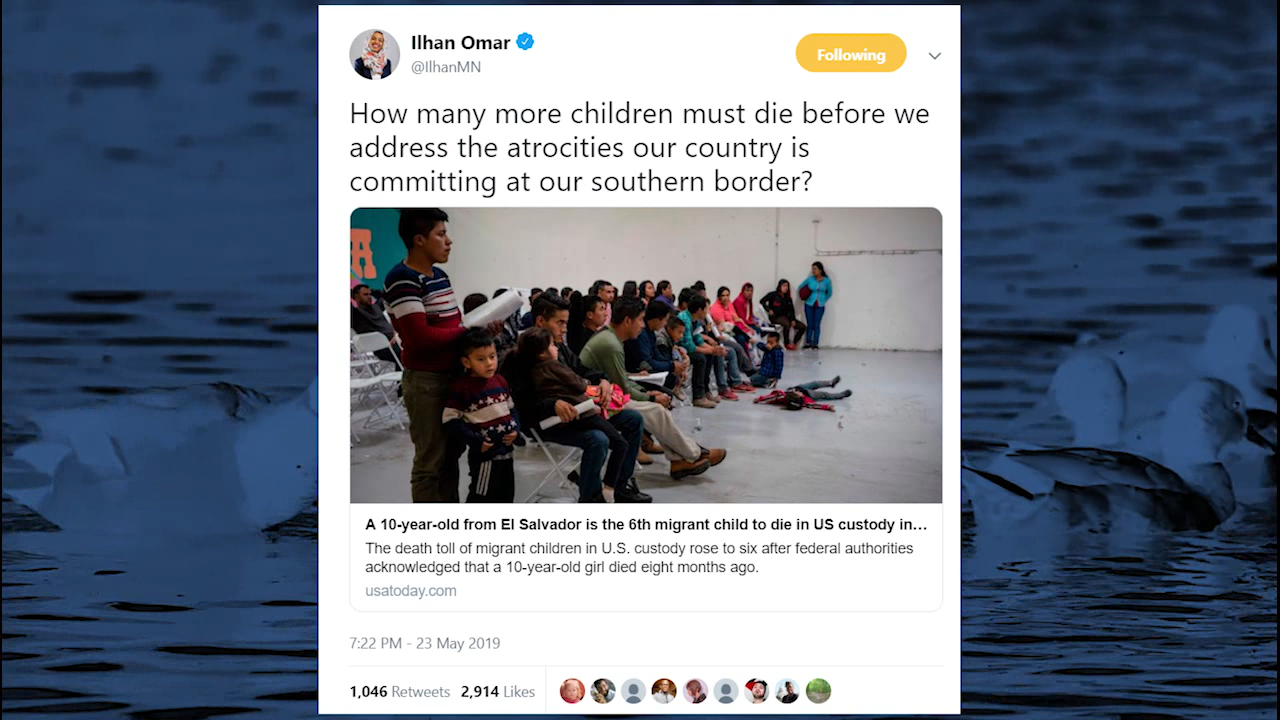 Ilhan Omar
@IlhanMN
Following
How many more children must die before we
address the atrocities our country is
committing at our southern border?
A
A 10-year-old from El Salvador is the 6th migrant child to die in US custody in...
The death toll of migrant children in U.S. custody rose to six after federal authorities
acknowledged that a 10-year-old girl died eight months ago.
usatoday.com
7:22 PM - 23 May 2019
1,046 Retweets 2,914 Likes